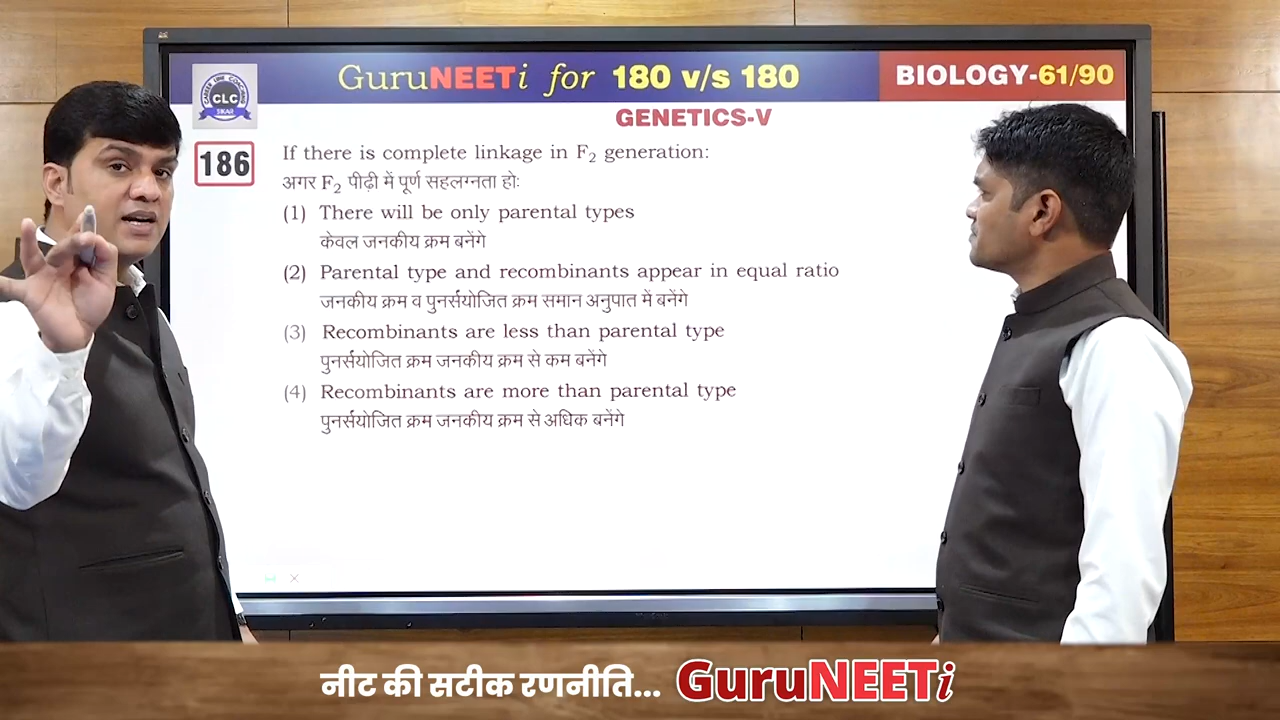 GuruNEETi for 180 v/s 180
BIOLOGY-61/90
CAREER LINE COACHING
CLC
SIKAR
GENETICS-V
186
If there is complete linkage in F₂ generation:
अगर F₂ पीढ़ी में पूर्ण सहलग्नता हो:
(1) There will be only parental types
केवल जनकीय क्रम बनेंगे
(2) Parental type and recombinants appear in equal ratio
जनकीय क्रम व पुनर्संयोजित क्रम समान अनुपात में बनेंगे
(3) Recombinants are less than parental type
पुनर्संयोजित क्रम जनकीय क्रम से कम बनेंगे
(4) Recombinants are more than parental type
पुनर्संयोजित क्रम जनकीय क्रम से अधिक बनेंगे
नीट की सटीक रणनीति... GuruNEETi